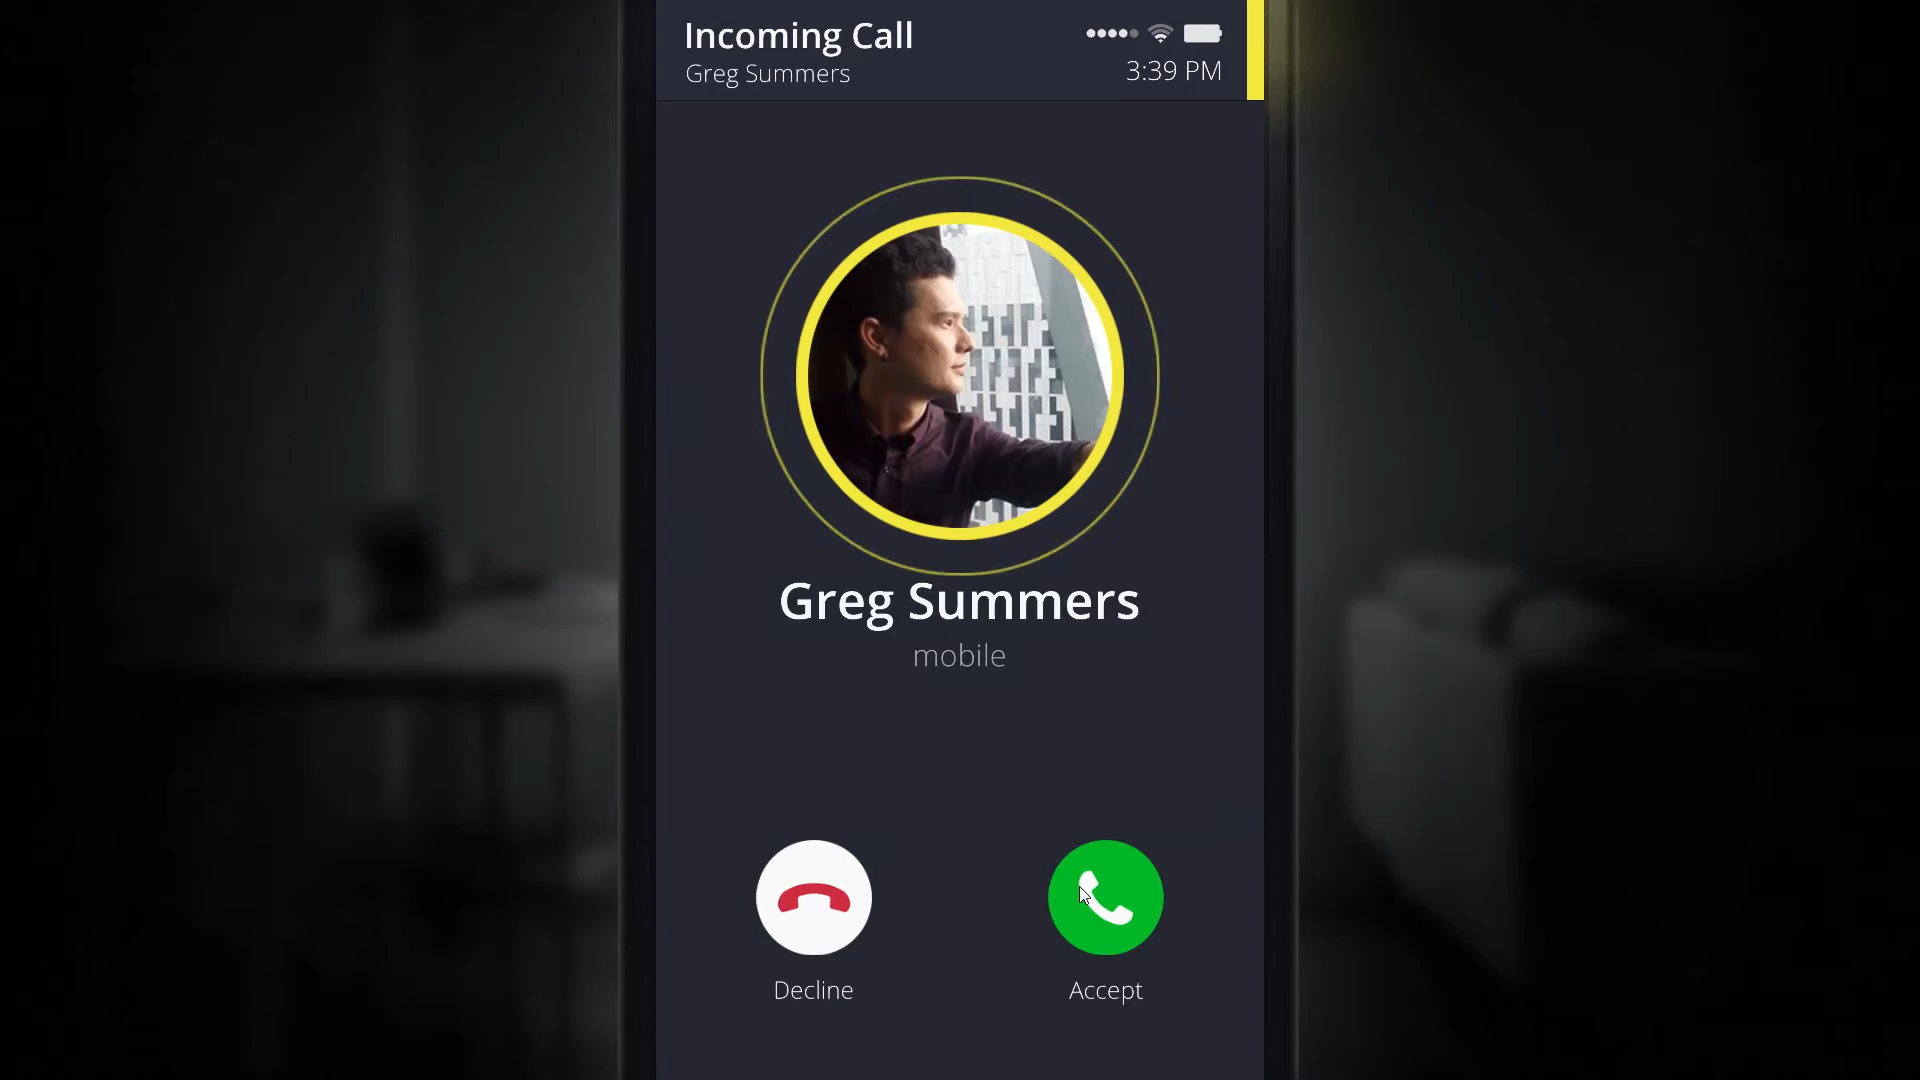 Incoming Call
Greg Summers
3:39 PM
Greg Summers
mobile
Decline
Accept